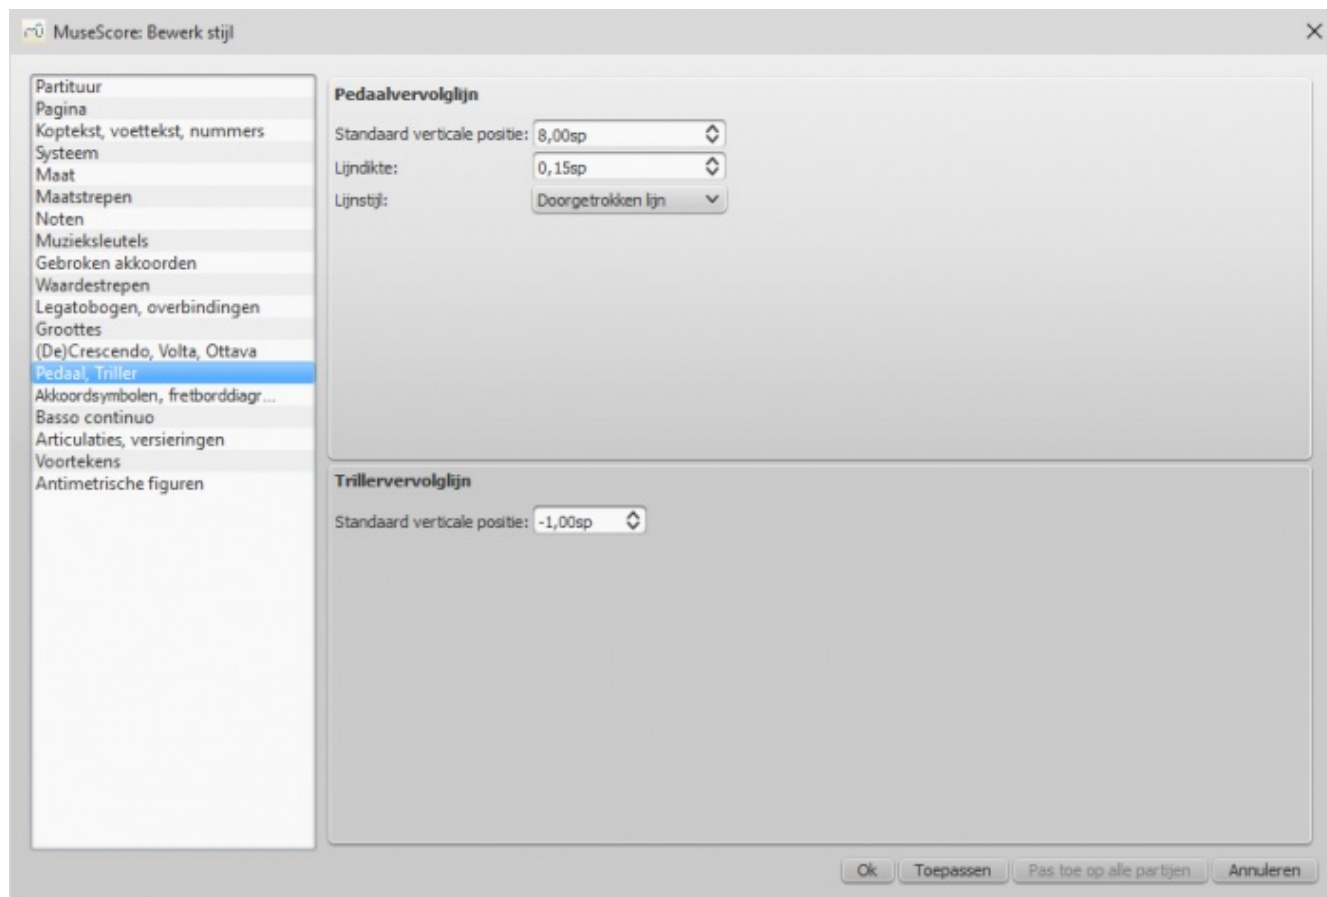 MuseScore: Bewerk stijl
Partituur
Pagina
Koptekst, voettekst, nummers
Systeem
Maat
Maatstrepen
Noten
Muzieksleutels
Gebroken akkoorden
Waardestrepen
Legatobogen, overbindingen
Groottes
(De)Crescendo, Volta, Ottava
Pedaal, Triller
Akkoordsymbolen, fretborddiagr...
Basso continuo
Articulaties, versieringen
Voortekens
Antimetrische figuren
Pedaalvervolglijn
Standaard verticale positie: 8,00sp
Lijndikte: 0,15sp
Lijnstijl: Doorgetrokken lijn
Trillervervolglijn
Standaard verticale positie: -1,00sp
Ok Toepassen Pas toe op alle partijen Annuleren